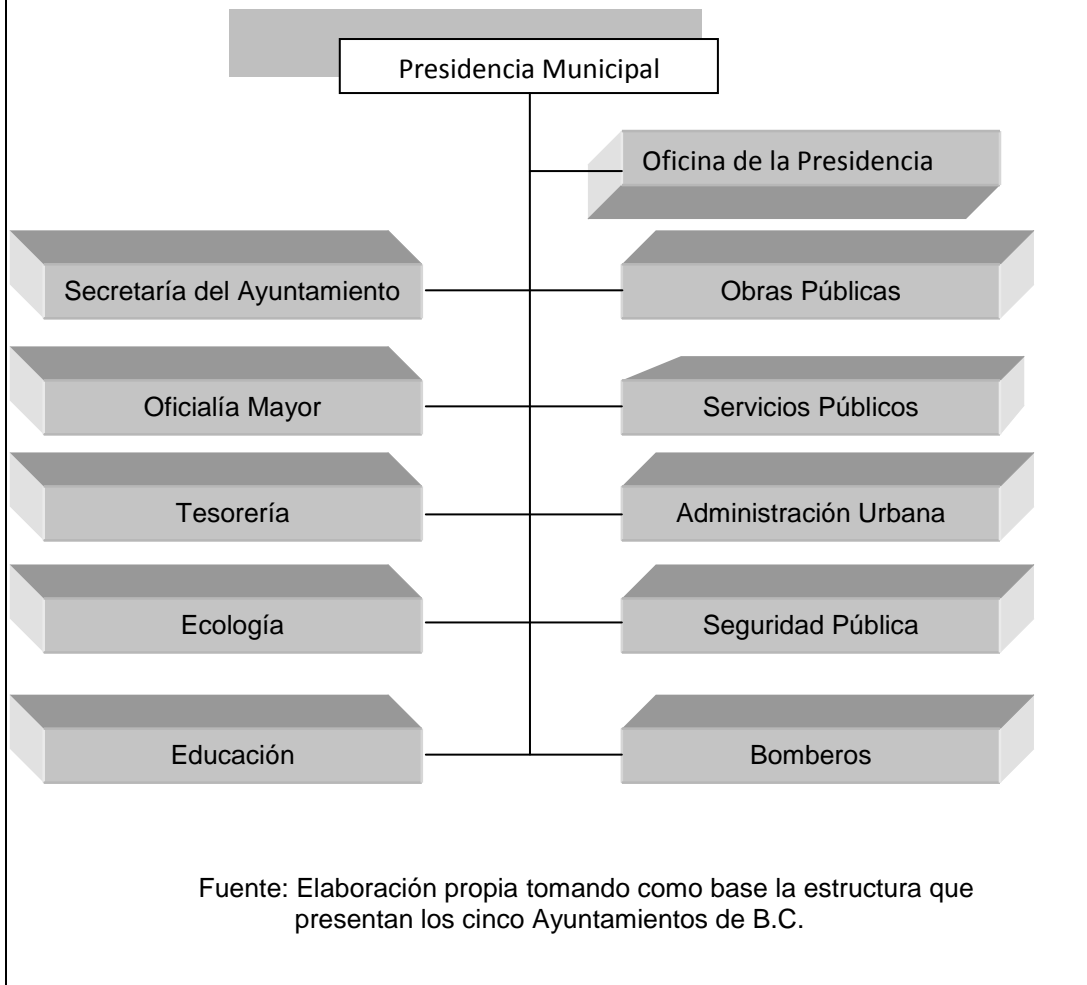 Presidencia Municipal
Oficina de la Presidencia
Secretaría del Ayuntamiento
Obras Públicas
Oficialía Mayor
Servicios Públicos
Tesorería
Administración Urbana
Ecología
Seguridad Pública
Educación
Bomberos
Fuente: Elaboración propia tomando como base la estructura que
presentan los cinco Ayuntamientos de B.C.